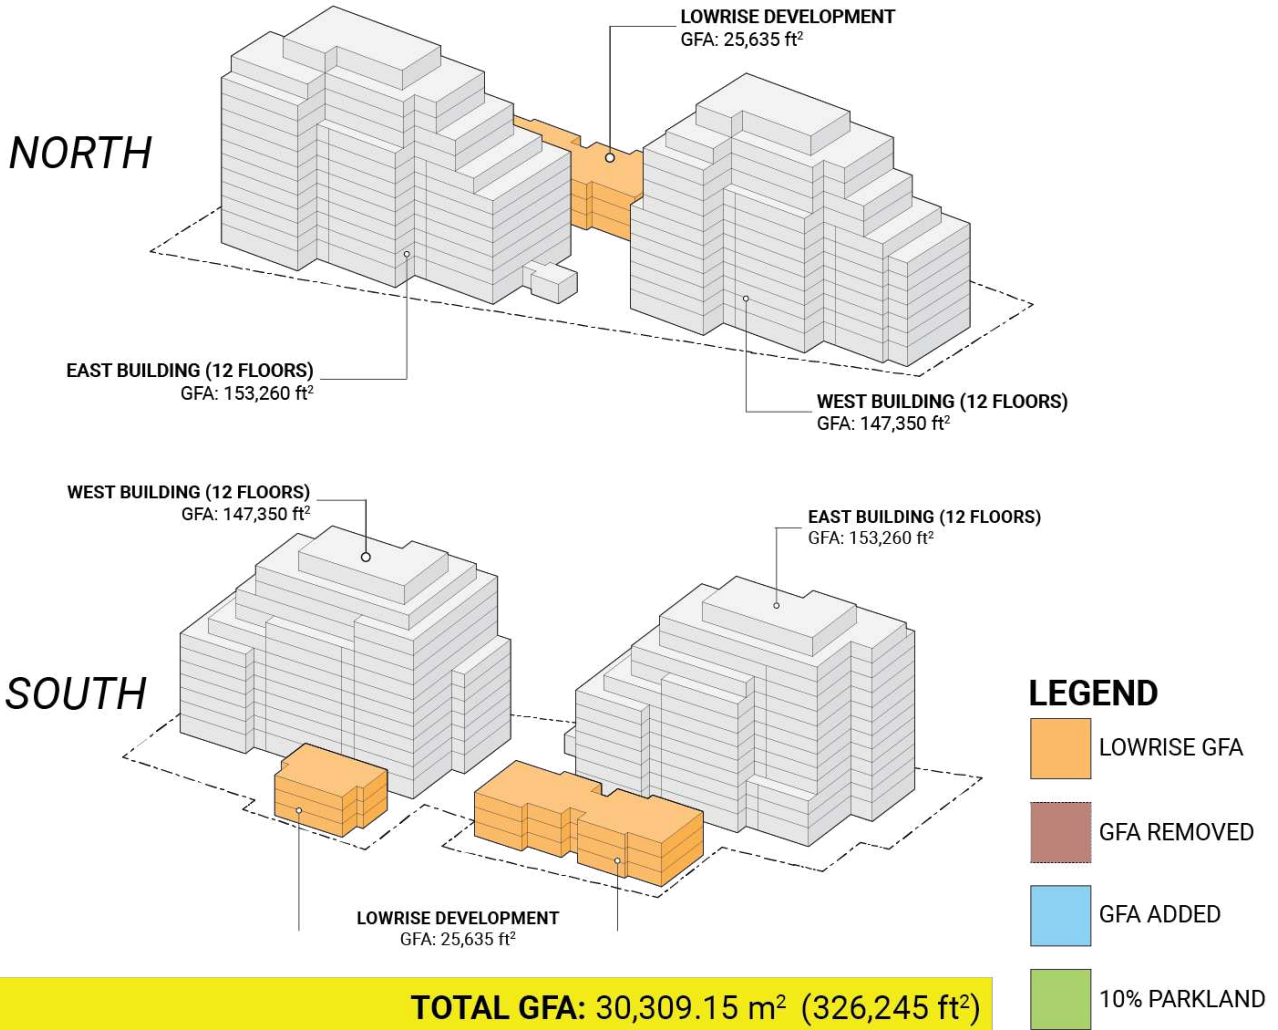 LOWRISE DEVELOPMENT
GFA: 25,635 ft²
NORTH
EAST BUILDING (12 FLOORS)
GFA: 153,260 ft²
WEST BUILDING (12 FLOORS)
GFA: 147,350 ft²
WEST BUILDING (12 FLOORS)
GFA: 147,350 ft²
EAST BUILDING (12 FLOORS)
GFA: 153,260 ft²
SOUTH
LOWRISE DEVELOPMENT
GFA: 25,635 ft²
LEGEND
LOWRISE GFA
GFA REMOVED
GFA ADDED
10% PARKLAND
TOTAL GFA: 30,309.15 m² (326,245 ft²)